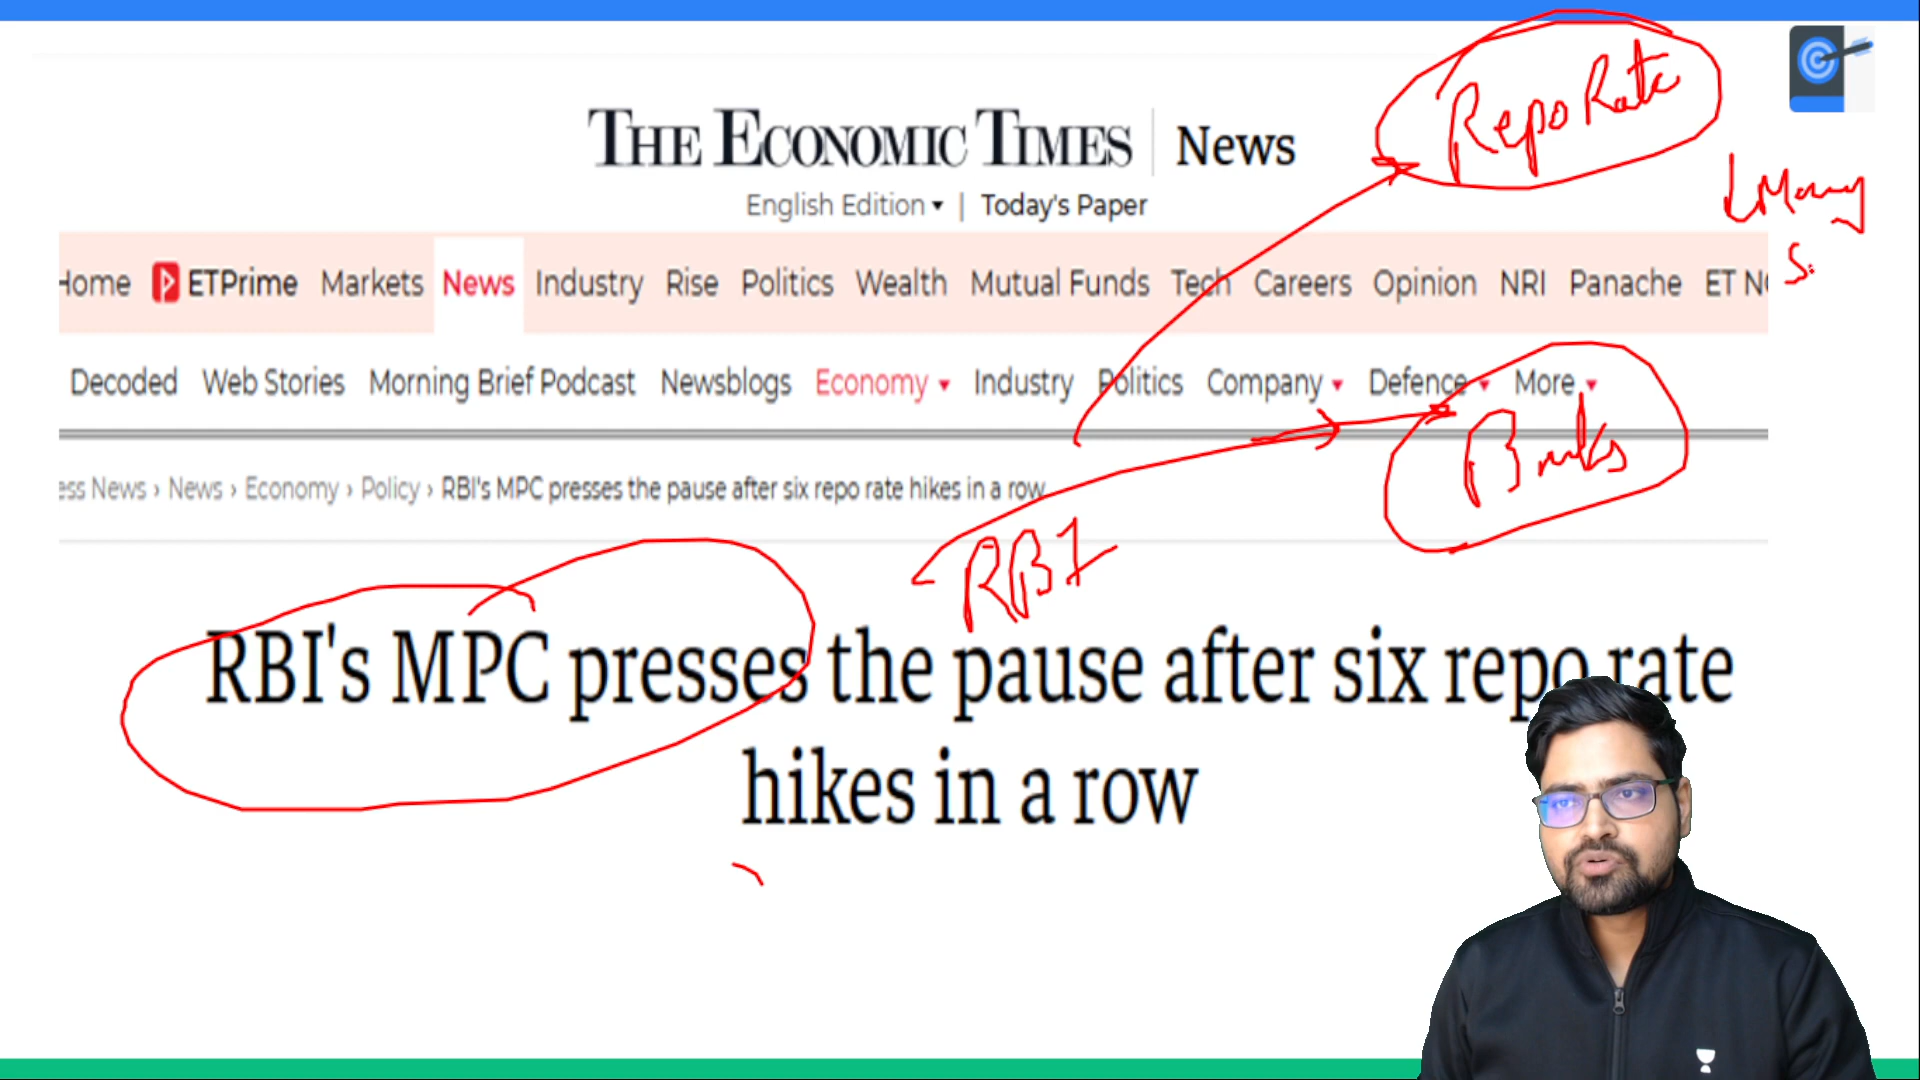 Repo Rate
THE ECONOMIC TIMES | News
English Edition ▾ | Today's Paper
↓ Money
S.
Home ETPrime Markets News Industry Rise Politics Wealth Mutual Funds Tech Careers Opinion NRI Panache ET NO
Decoded Web Stories Morning Brief Podcast Newsblogs Economy ▾ Industry Politics Company ▾ Defence ▾ More ▾
Banks
ess News › News › Economy › Policy › RBI's MPC presses the pause after six repo rate hikes in a row
RBI
RBI's MPC presses the pause after six repo rate
hikes in a row